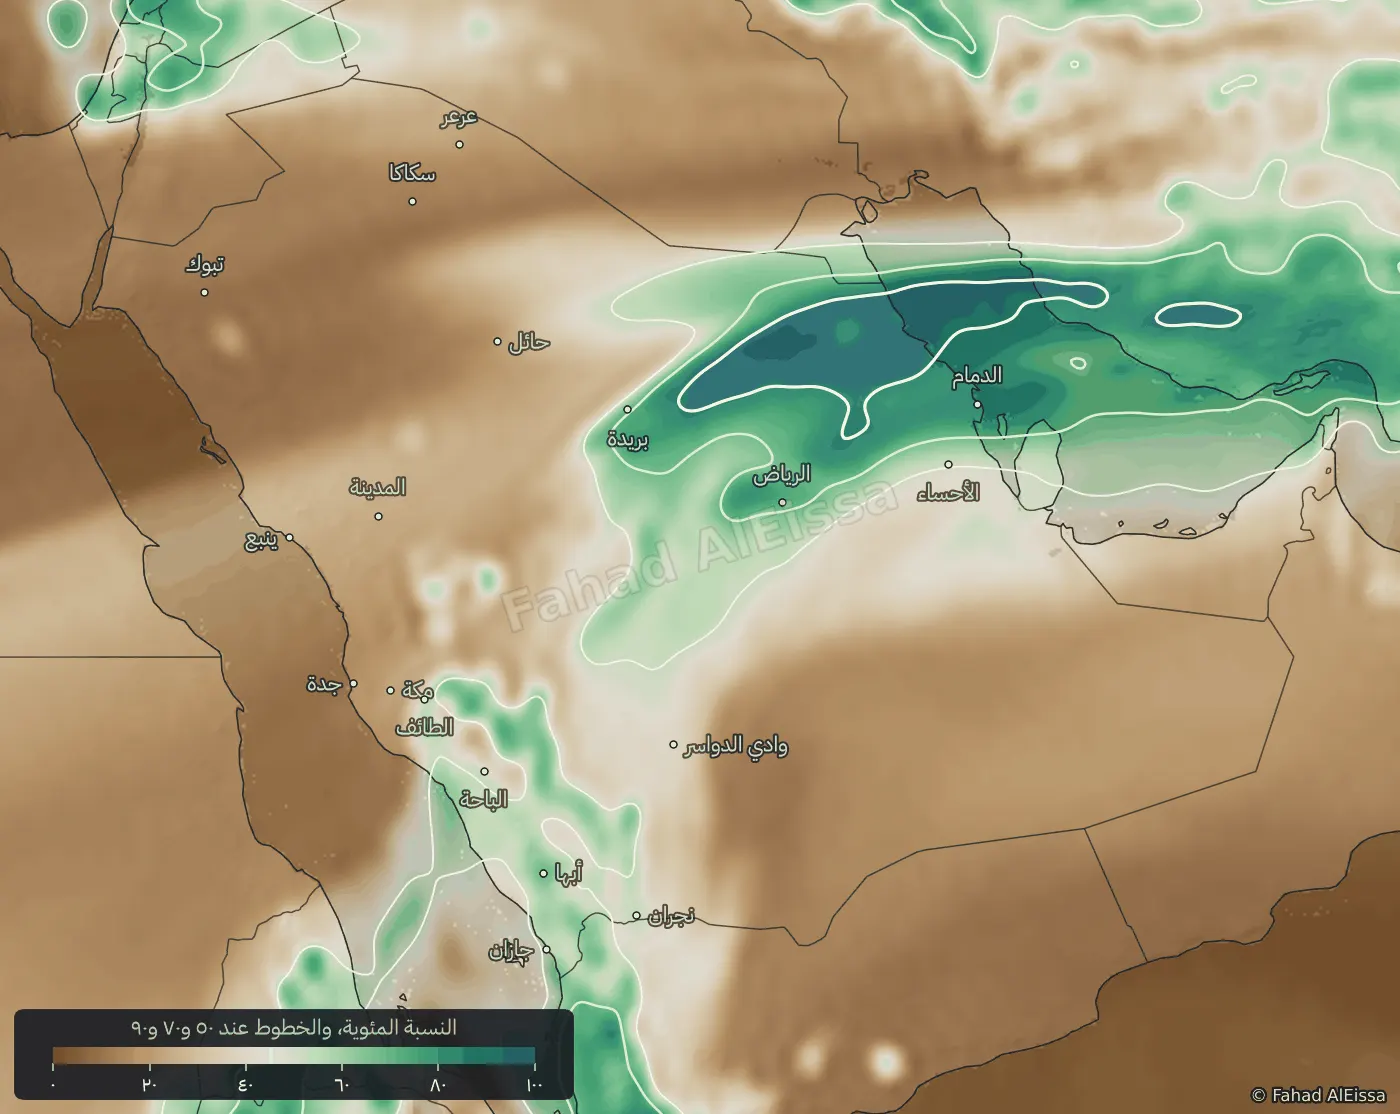 عرعر
سكاكا
تبوك
حائل
الدمام
بريدة
الرياض
الأحساء
المدينة
ينبع
Fahad AlEissa
جدة
مكة
الطائف
وادي الدواسر
الباحة
أبها
نجران
جازان
النسبة المئوية، والخطوط عند ٥٠ و٧٠ و٩٠
٠ ٢٠ ٤٠ ٦٠ ٨٠ ١٠٠
© Fahad AlEissa